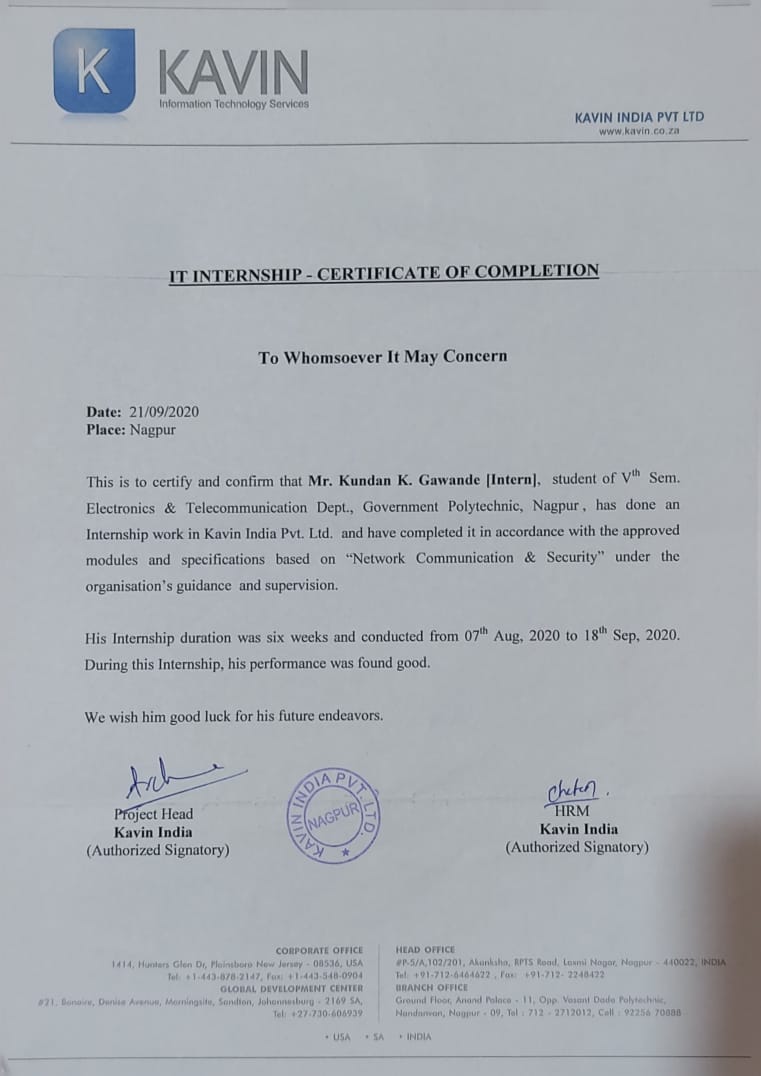 K KAVIN
Information Technology Services
KAVIN INDIA PVT LTD
www.kavin.co.za
IT INTERNSHIP - CERTIFICATE OF COMPLETION
To Whomsoever It May Concern
Date: 21/09/2020
Place: Nagpur
This is to certify and confirm that Mr. Kundan K. Gawande [Intern], student of Vth Sem.
Electronics & Telecommunication Dept., Government Polytechnic, Nagpur, has done an
Internship work in Kavin India Pvt. Ltd. and have completed it in accordance with the approved
modules and specifications based on “Network Communication & Security” under the
organisation’s guidance and supervision.
His Internship duration was six weeks and conducted from 07th Aug, 2020 to 18th Sep, 2020.
During this Internship, his performance was found good.
We wish him good luck for his future endeavors.
Project Head
Kavin India
(Authorized Signatory)
KAVIN INDIA PVT. LTD.
NAGPUR
Chetan
HRM
Kavin India
(Authorized Signatory)
CORPORATE OFFICE
1414, Hunters Glen Dr, Plainsboro New Jersey - 08536, USA
Tel: +1-443-878-2147, Fax: +1-443-548-0904
GLOBAL DEVELOPMENT CENTER
#21, Bonaire, Denise Avenue, Morningside, Sandton, Johannesburg - 2169 SA,
Tel: +27-730-606939
HEAD OFFICE
#P-5/A,102/201, Akanksha, RPTS Road, Laxmi Nagar, Nagpur - 440022, INDIA
Tel: +91-712-6464622 , Fax: +91-712- 2248422
BRANCH OFFICE
Ground Floor, Anand Palace - 11, Opp. Vasant Dada Polytechnic,
Nandanwan, Nagpur - 09, Tel : 712 - 2712012, Cell : 92256 70888
• USA • SA • INDIA